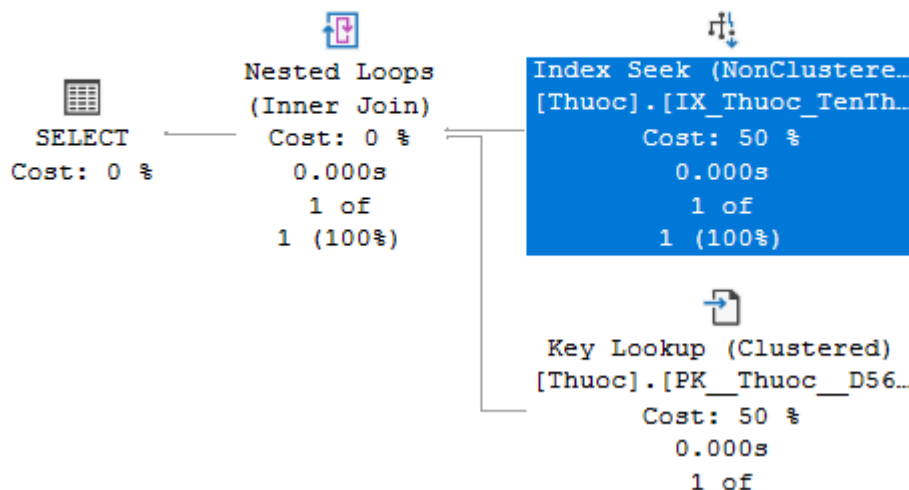 SELECT
Cost: 0 %
Nested Loops
(Inner Join)
Cost: 0 %
0.000s
1 of
1 (100%)
Index Seek (NonClustere…
[Thuoc].[IX_Thuoc_TenTh…
Cost: 50 %
0.000s
1 of
1 (100%)
Key Lookup (Clustered)
[Thuoc].[PK__Thuoc__D56…
Cost: 50 %
0.000s
1 of